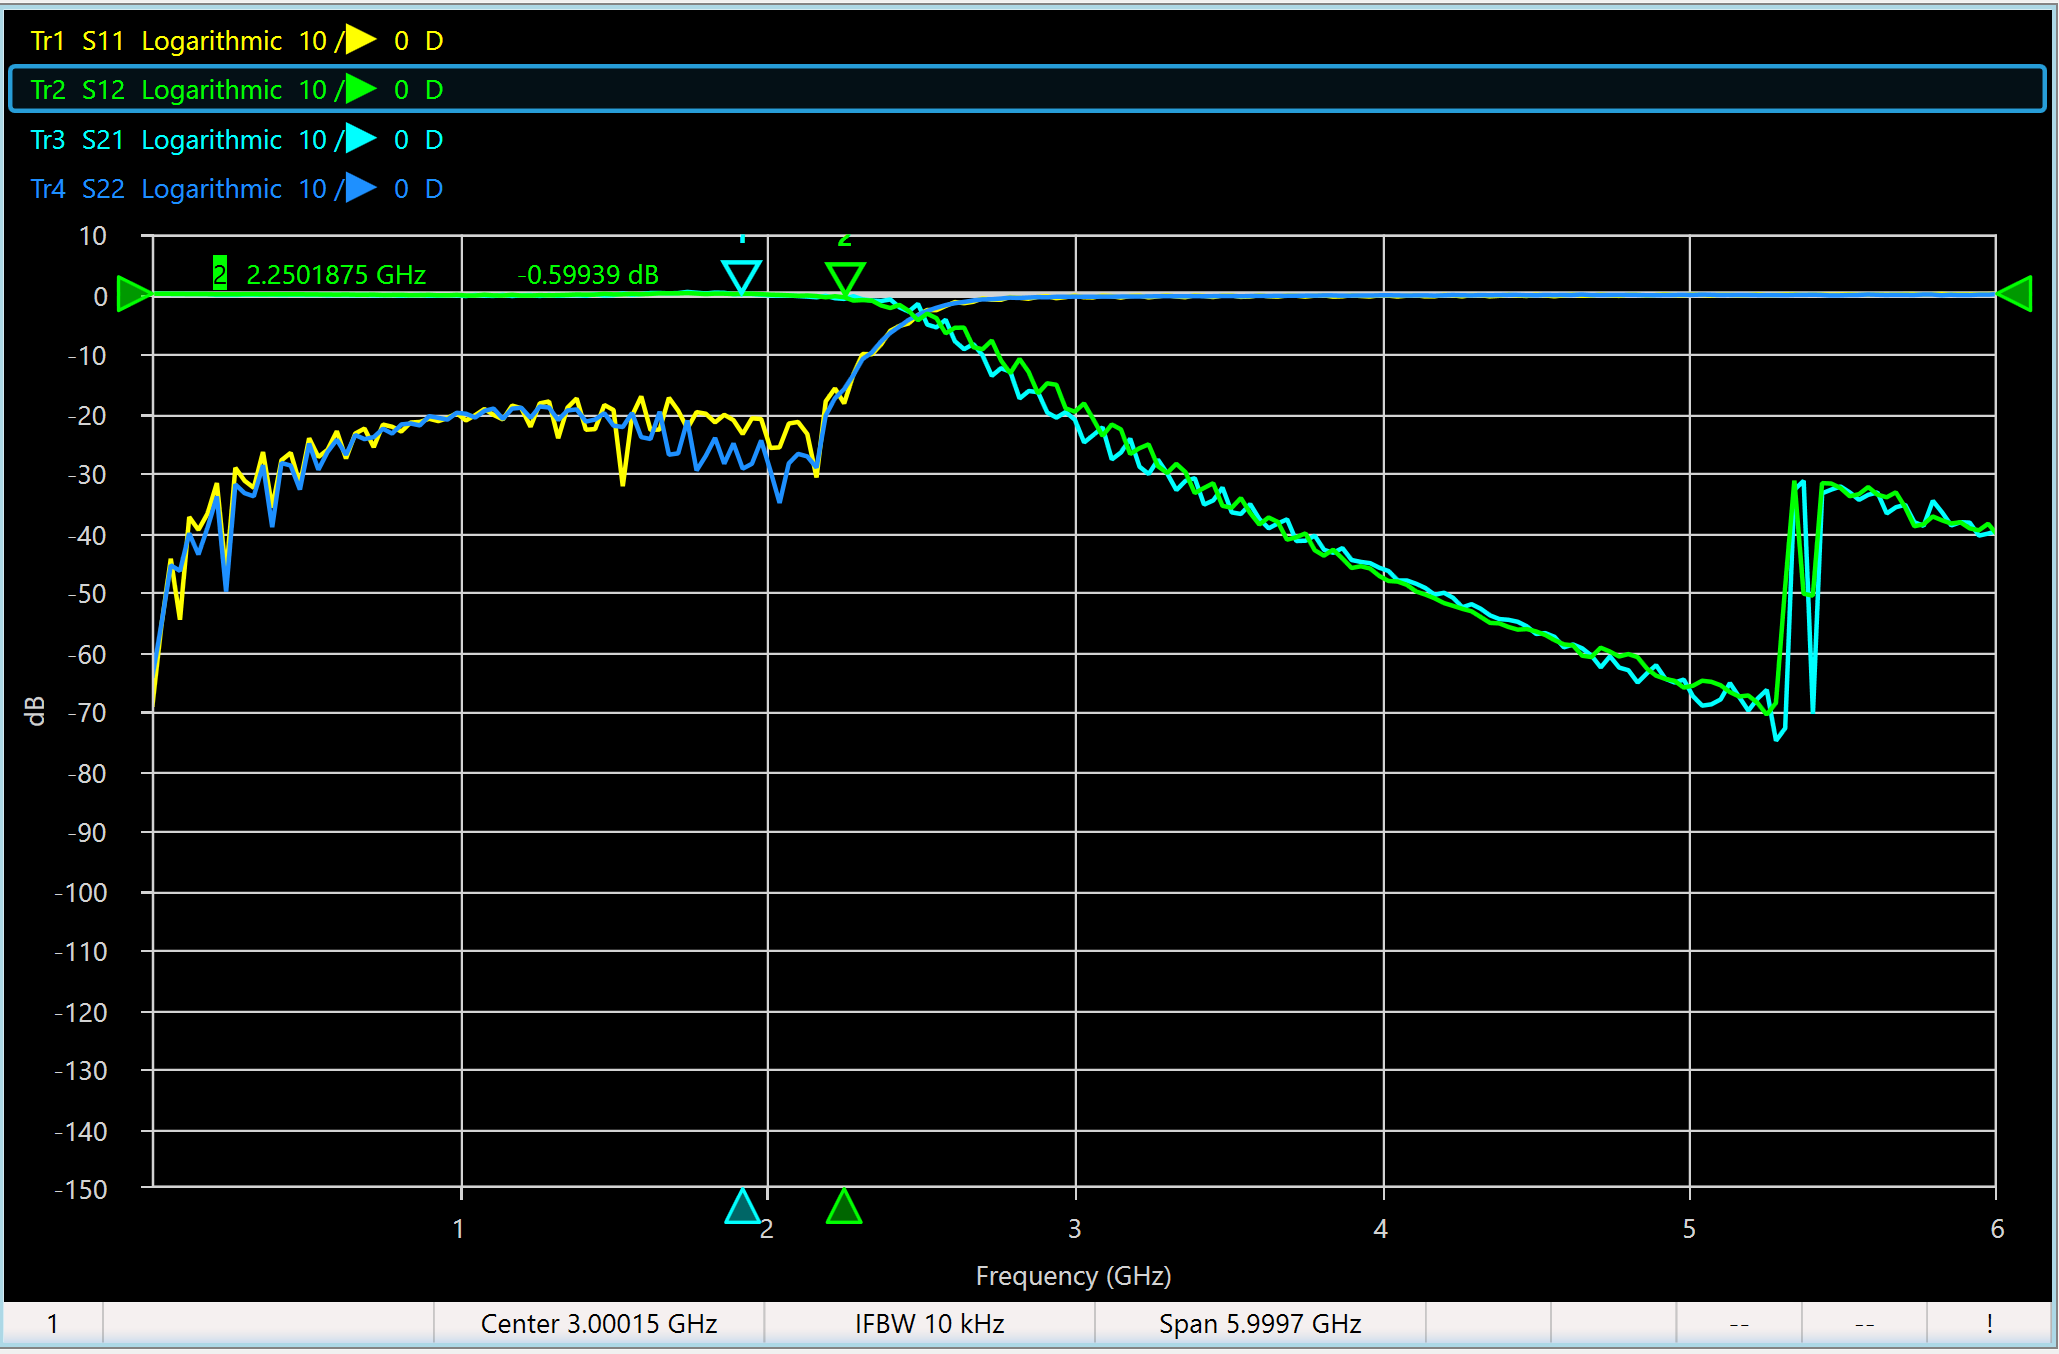 Tr1 S11 Logarithmic 10 / 0 D
Tr2 S12 Logarithmic 10 / 0 D
Tr3 S21 Logarithmic 10 / 0 D
Tr4 S22 Logarithmic 10 / 0 D
10
2
2 2.2501875 GHz -0.59939 dB
0
-10
-20
-30
-40
-50
-60
-70
-80
-90
-100
-110
-120
-130
-140
-150
dB
1 2 3 4 5 6
Frequency (GHz)
1 Center 3.00015 GHz IFBW 10 kHz Span 5.9997 GHz -- -- !